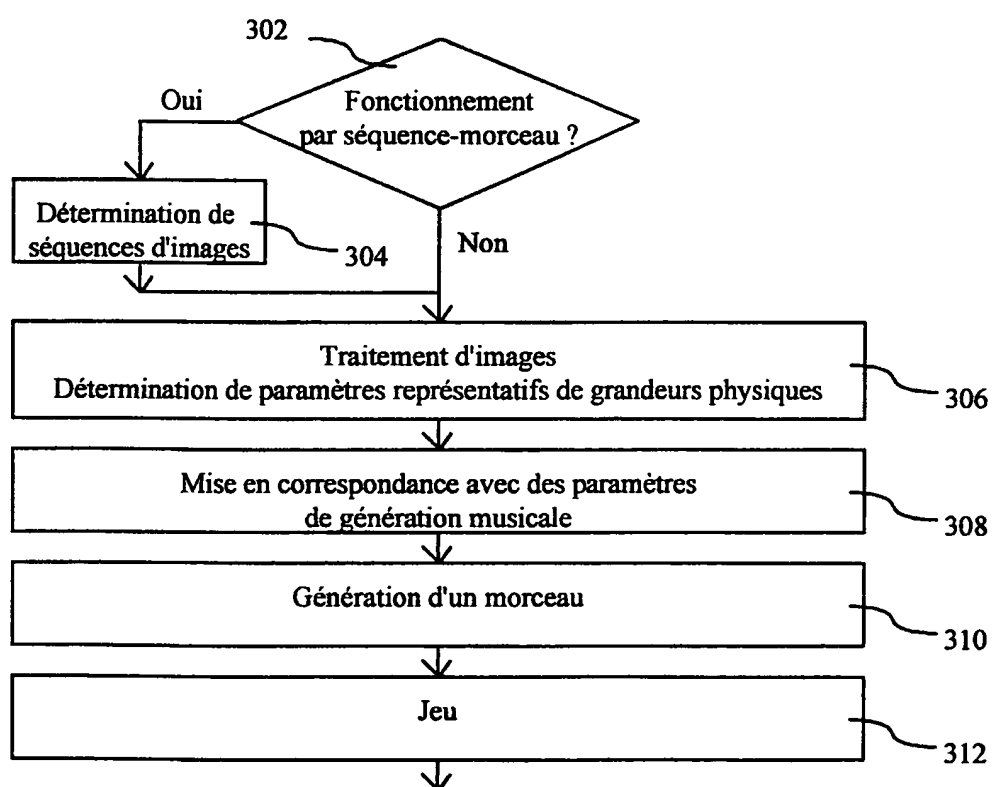 302
Oui
Fonctionnement
par séquence-morceau ?
Détermination de
séquences d'images
304
Non
Traitement d'images
Détermination de paramètres représentatifs de grandeurs physiques
306
Mise en correspondance avec des paramètres
de génération musicale
308
Génération d'un morceau
310
Jeu
312